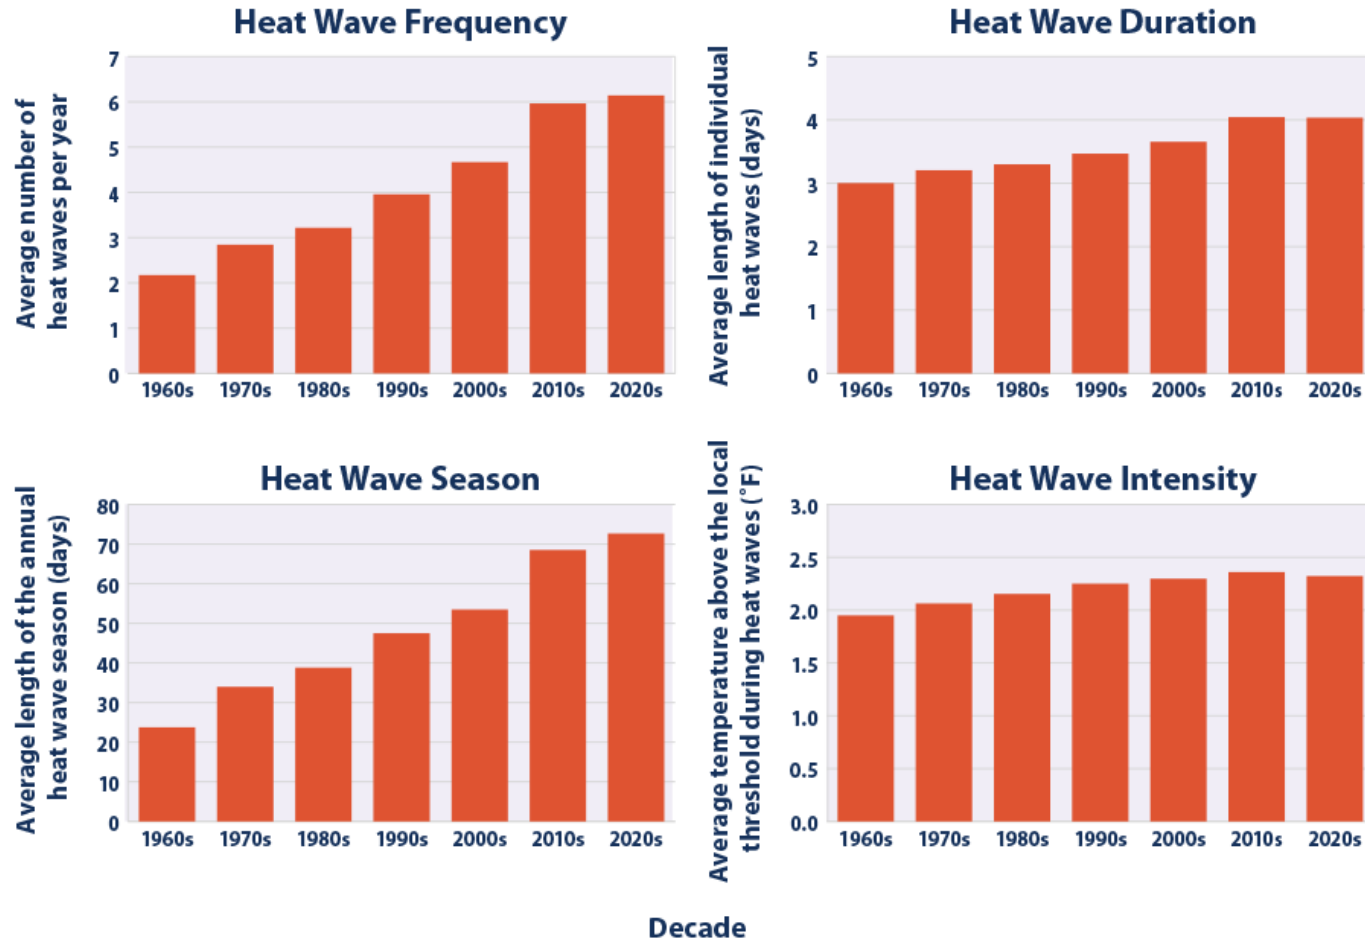 Heat Wave Frequency
Average number of
heat waves per year
7
6
5
4
3
2
1
0
1960s 1970s 1980s 1990s 2000s 2010s 2020s
Heat Wave Duration
Average length of individual
heat waves (days)
5
4
3
2
1
0
1960s 1970s 1980s 1990s 2000s 2010s 2020s
Heat Wave Season
Average length of the annual
heat wave season (days)
80
70
60
50
40
30
20
10
0
1960s 1970s 1980s 1990s 2000s 2010s 2020s
Heat Wave Intensity
Average temperature above the local
threshold during heat waves (˚F)
3.0
2.5
2.0
1.5
1.0
0.5
0.0
1960s 1970s 1980s 1990s 2000s 2010s 2020s
Decade